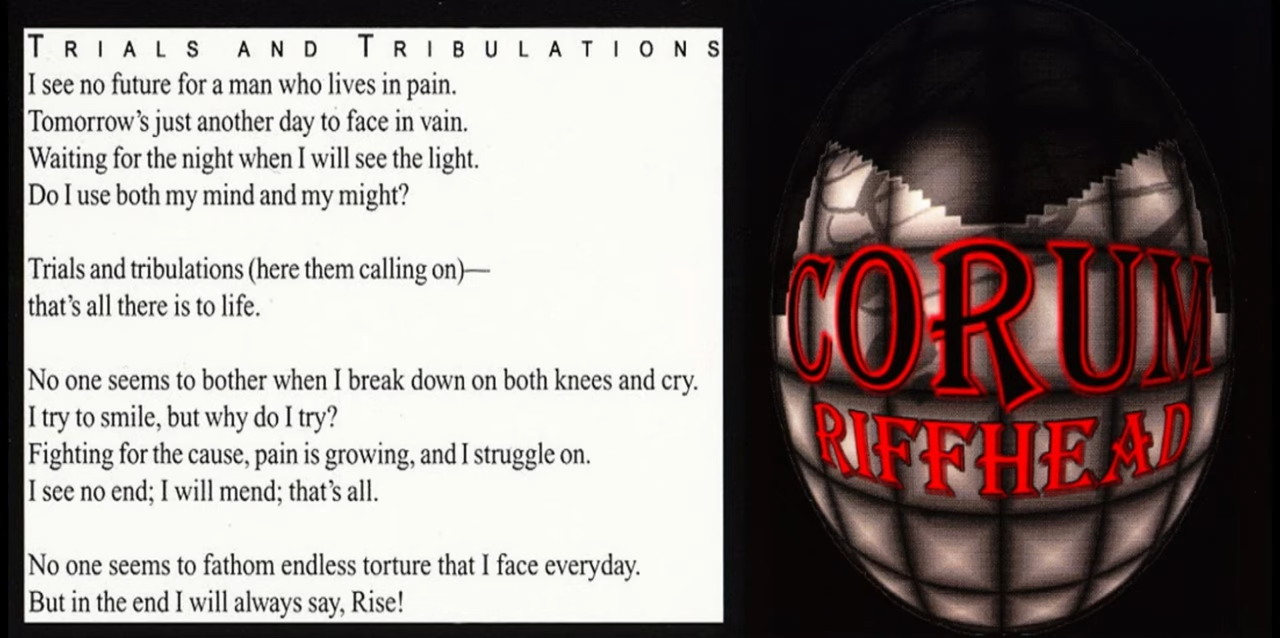 TRIALS AND TRIBULATIONS
I see no future for a man who lives in pain.
Tomorrow's just another day to face in vain.
Waiting for the night when I will see the light.
Do I use both my mind and my might?
Trials and tribulations (here them calling on)—
that's all there is to life.
No one seems to bother when I break down on both knees and cry.
I try to smile, but why do I try?
Fighting for the cause, pain is growing, and I struggle on.
I see no end; I will mend; that's all.
No one seems to fathom endless torture that I face everyday.
But in the end I will always say, Rise!
CORUM
RIFFHEAD